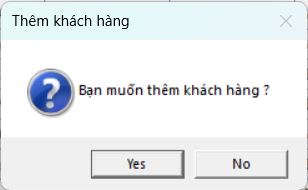 Thêm khách hàng
Bạn muốn thêm khách hàng ?
Yes
No